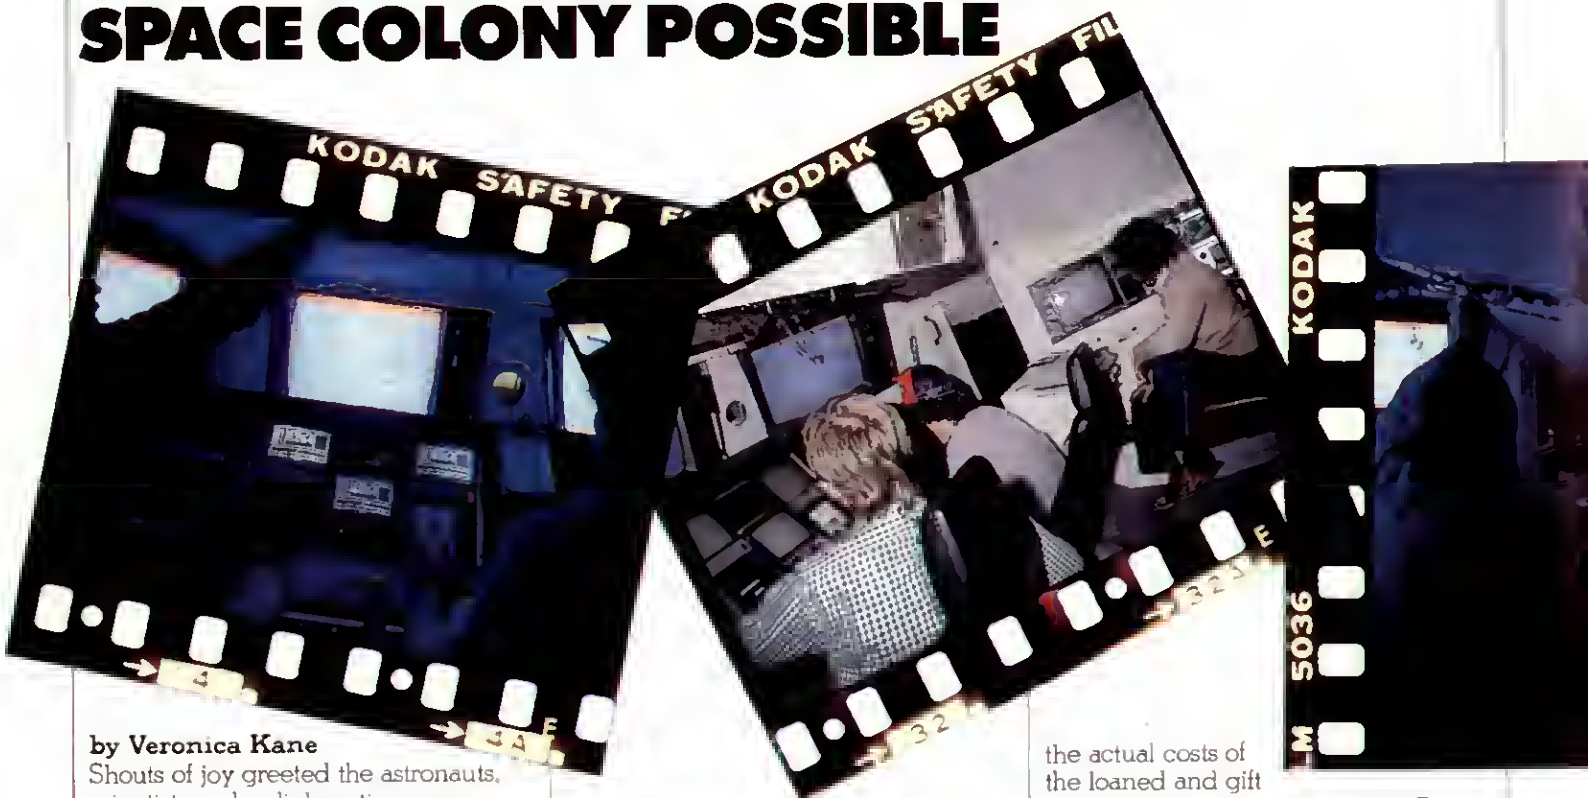 SPACE COLONY POSSIBLE
KODAK SAFETY
KODAK SAFETY FIL
KODAK
M 5036
E
E
by Veronica Kane
Shouts of joy greeted the astronauts,
the actual costs of
the loaned and gift